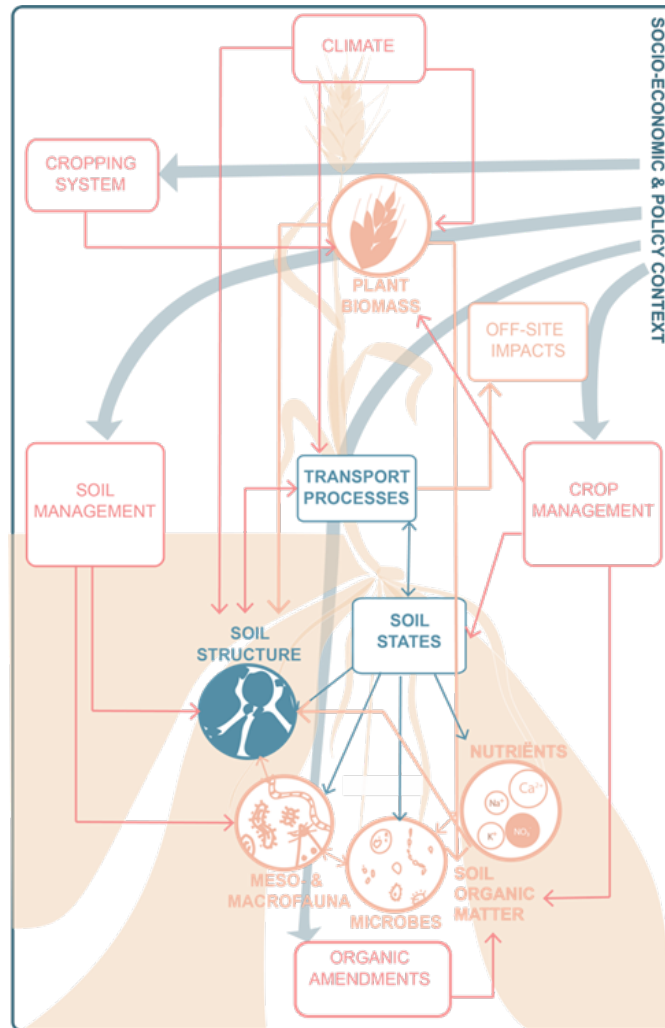 CLIMATE
SOCIO-ECONOMIC & POLICY CONTEXT
CROPPING
SYSTEM
PLANT
BIOMASS
OFF-SITE
IMPACTS
SOIL
MANAGEMENT
TRANSPORT
PROCESSES
CROP
MANAGEMENT
SOIL
STRUCTURE
SOIL
STATES
NUTRIËNTS
Ca²⁺
Na⁺
K⁺
NO₃
MESO- &
MACROFAUNA
MICROBES
SOIL
ORGANIC
MATTER
ORGANIC
AMENDMENTS